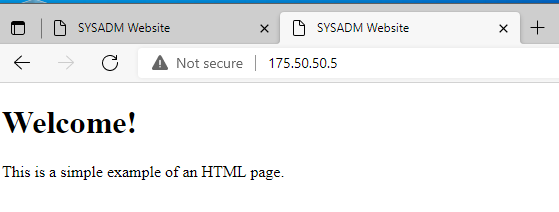 SYSADM Website
SYSADM Website
Not secure 175.50.50.5
Welcome!
This is a simple example of an HTML page.